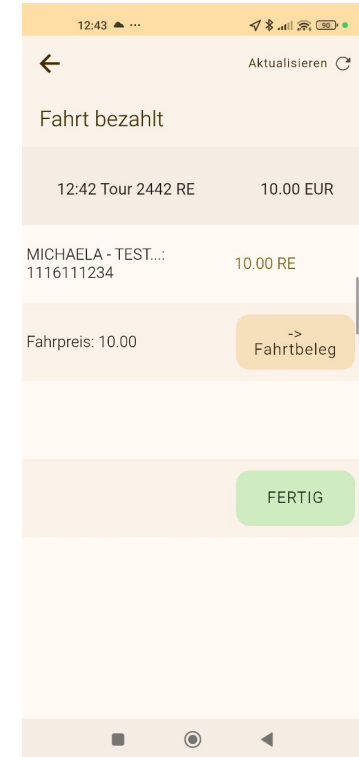 12:43 ...
90
Aktualisieren
Fahrt bezahlt
12:42 Tour 2442 RE 10.00 EUR
MICHAELA - TEST...:
1116111234
10.00 RE
Fahrpreis: 10.00
->
Fahrtbeleg
FERTIG